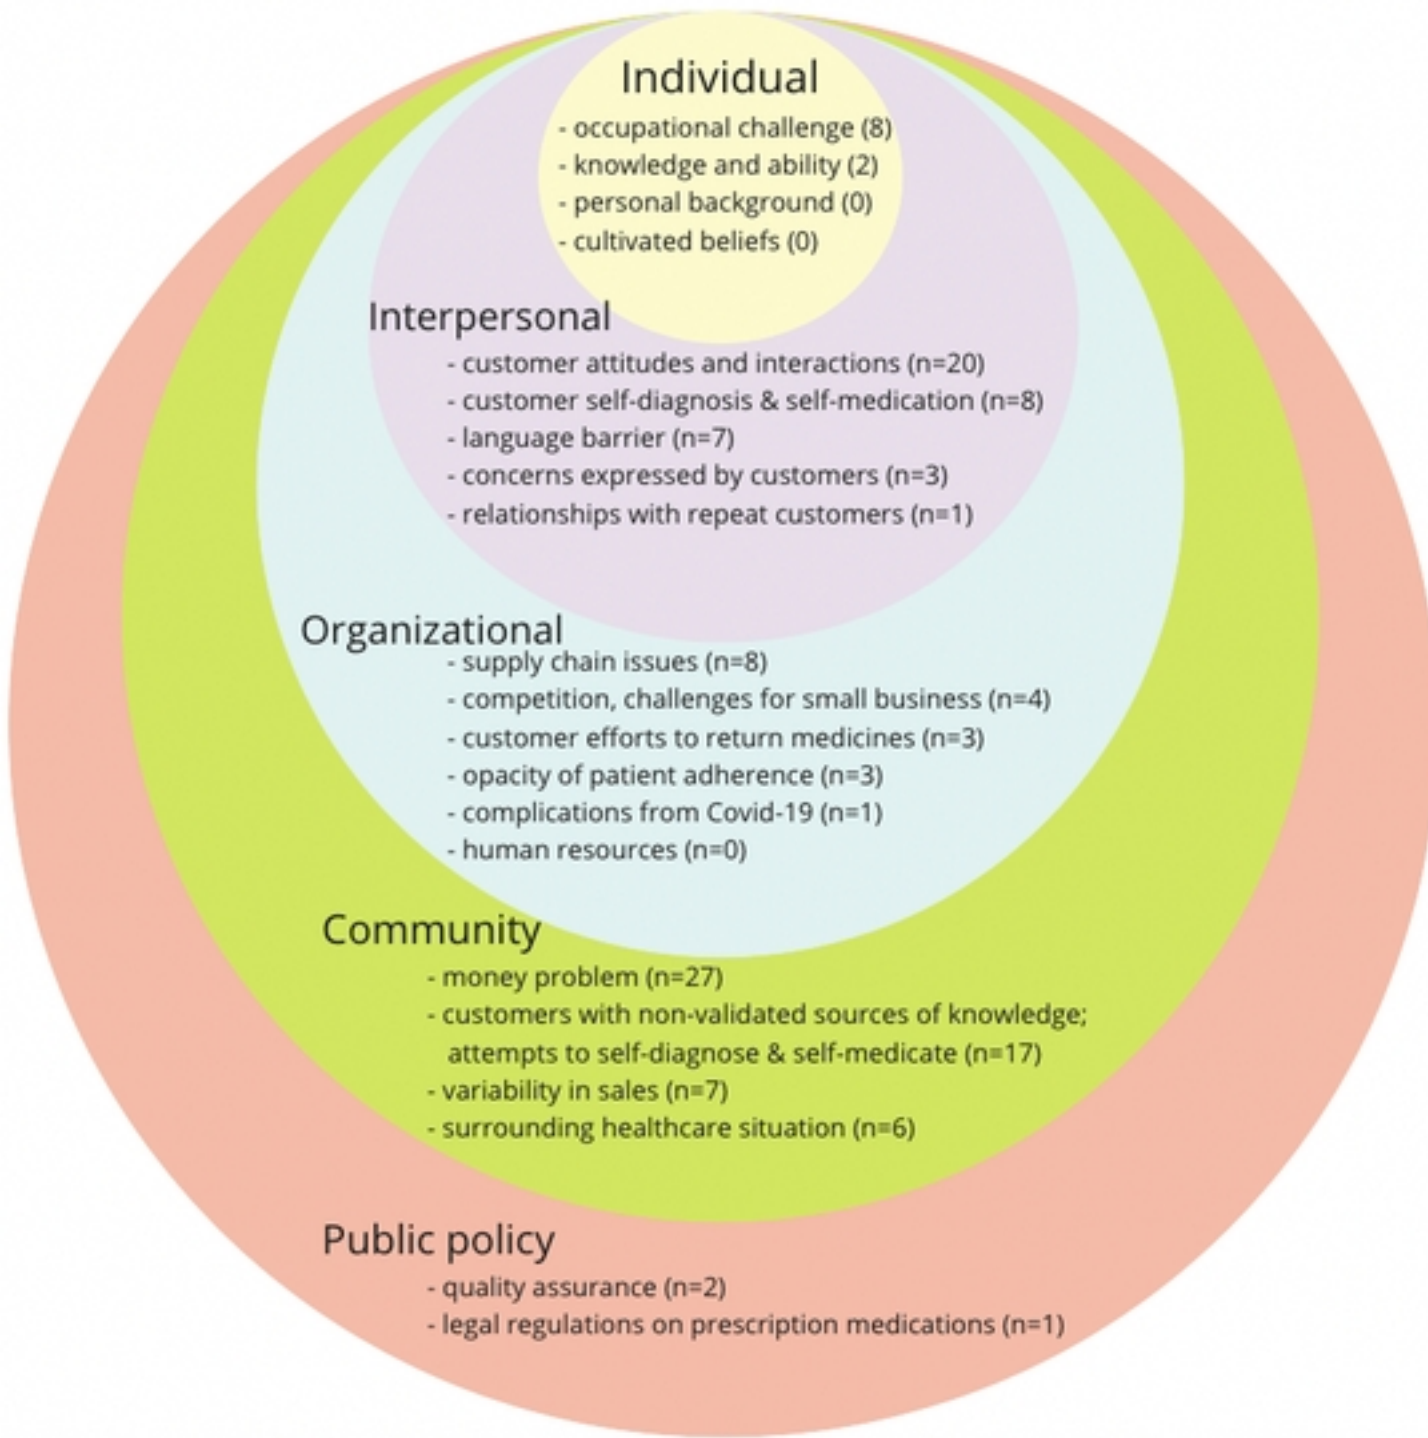 Individual
- occupational challenge (8)
- knowledge and ability (2)
- personal background (0)
- cultivated beliefs (0)
Interpersonal
- customer attitudes and interactions (n=20)
- customer self-diagnosis & self-medication (n=8)
- language barrier (n=7)
- concerns expressed by customers (n=3)
- relationships with repeat customers (n=1)
Organizational
- supply chain issues (n=8)
- competition, challenges for small business (n=4)
- customer efforts to return medicines (n=3)
- opacity of patient adherence (n=3)
- complications from Covid-19 (n=1)
- human resources (n=0)
Community
- money problem (n=27)
- customers with non-validated sources of knowledge;
attempts to self-diagnose & self-medicate (n=17)
- variability in sales (n=7)
- surrounding healthcare situation (n=6)
Public policy
- quality assurance (n=2)
- legal regulations on prescription medications (n=1)